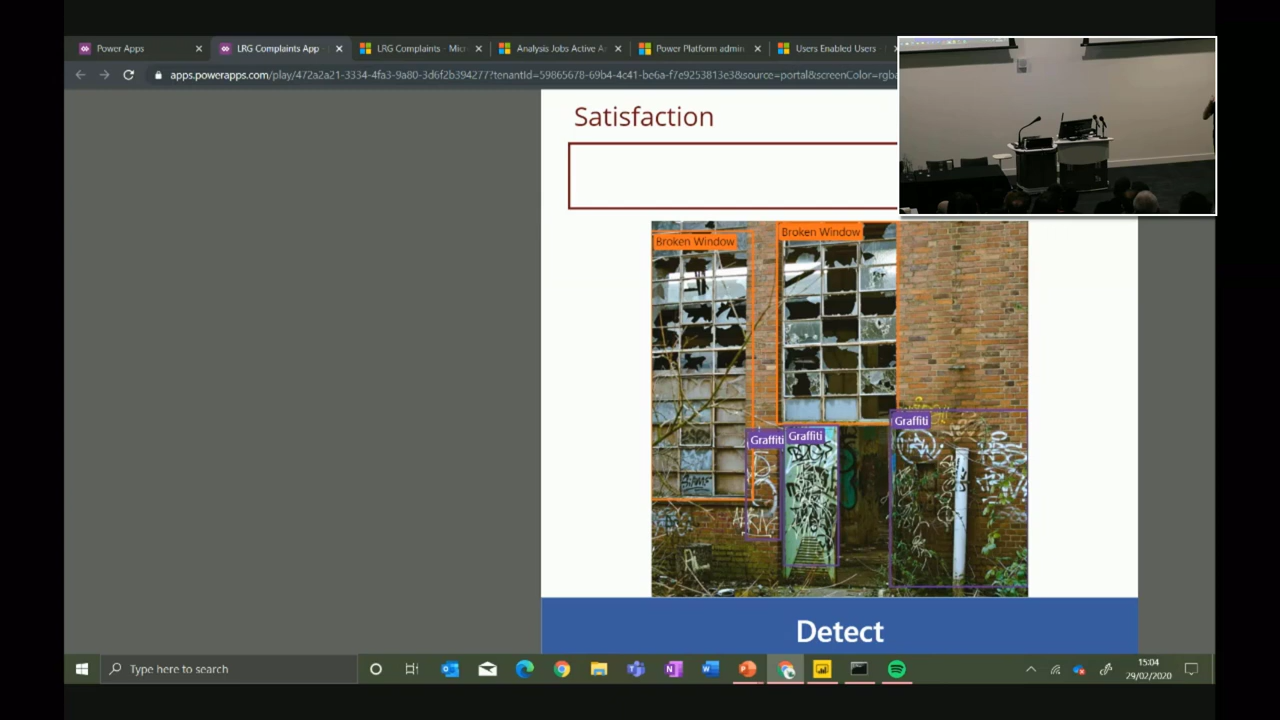 Power Apps
LRG Complaints App -
LRG Complaints - Mic
Analysis Jobs Active A
Power Platform admin
Users Enabled Users -
apps.powerapps.com/play/472a2a21-3334-4fa3-9a80-3d6f2b394277?tenantId=59865678-69b4-4c41-be6a-f7e9253813e3&source=portal&screenColor=rgba
Satisfaction
Broken Window
Broken Window
Graffiti
Graffiti
Graffiti
Detect
Type here to search
15:04
29/02/2020